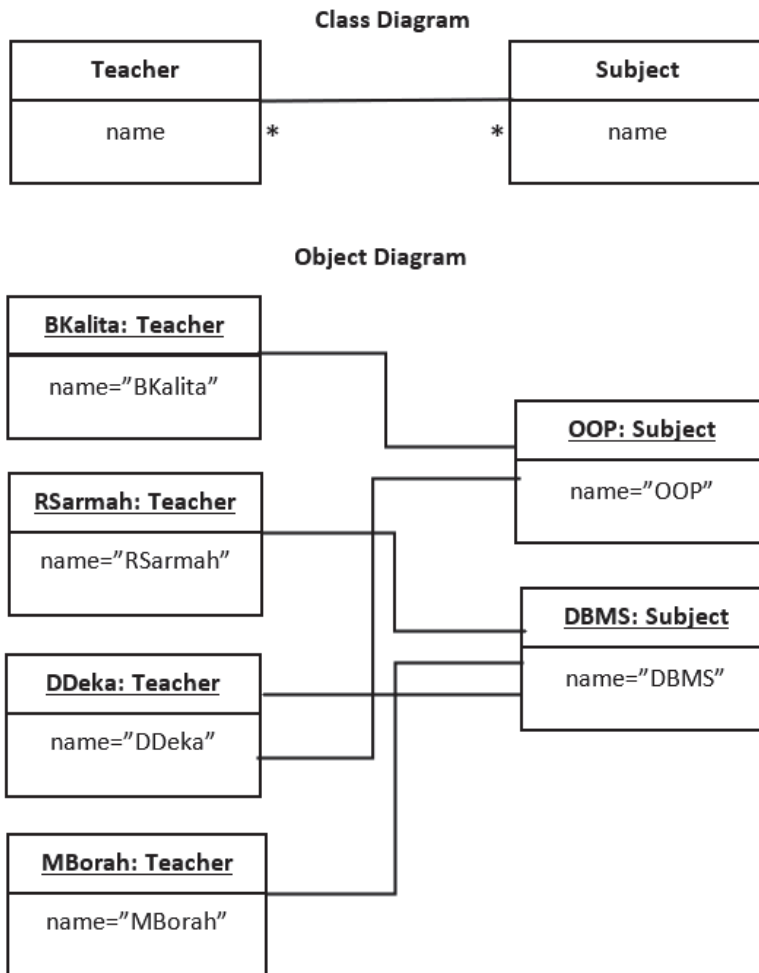 Class Diagram
Teacher
Subject
name
*
*
name
Object Diagram
BKalita: Teacher
name=”BKalita”
OOP: Subject
name=”OOP”
RSarmah: Teacher
name=”RSarmah”
DBMS: Subject
name=”DBMS”
DDeka: Teacher
name=”DDeka”
MBorah: Teacher
name=”MBorah”